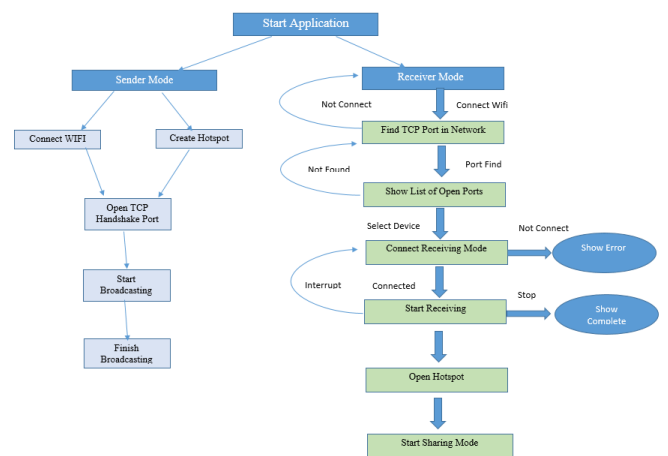 Start Application
Sender Mode
Receiver Mode
Not Connect
Connect Wifi
Connect WIFI
Create Hotspot
Find TCP Port in Network
Not Found
Port Find
Show List of Open Ports
Open TCP
Handshake Port
Select Device
Not Connect
Connect Receiving Mode
Show Error
Start
Broadcasting
Interrupt
Connected
Stop
Start Receiving
Show
Comolete
Finish
Broadcasting
Open Hotspot
Start Sharing Mode